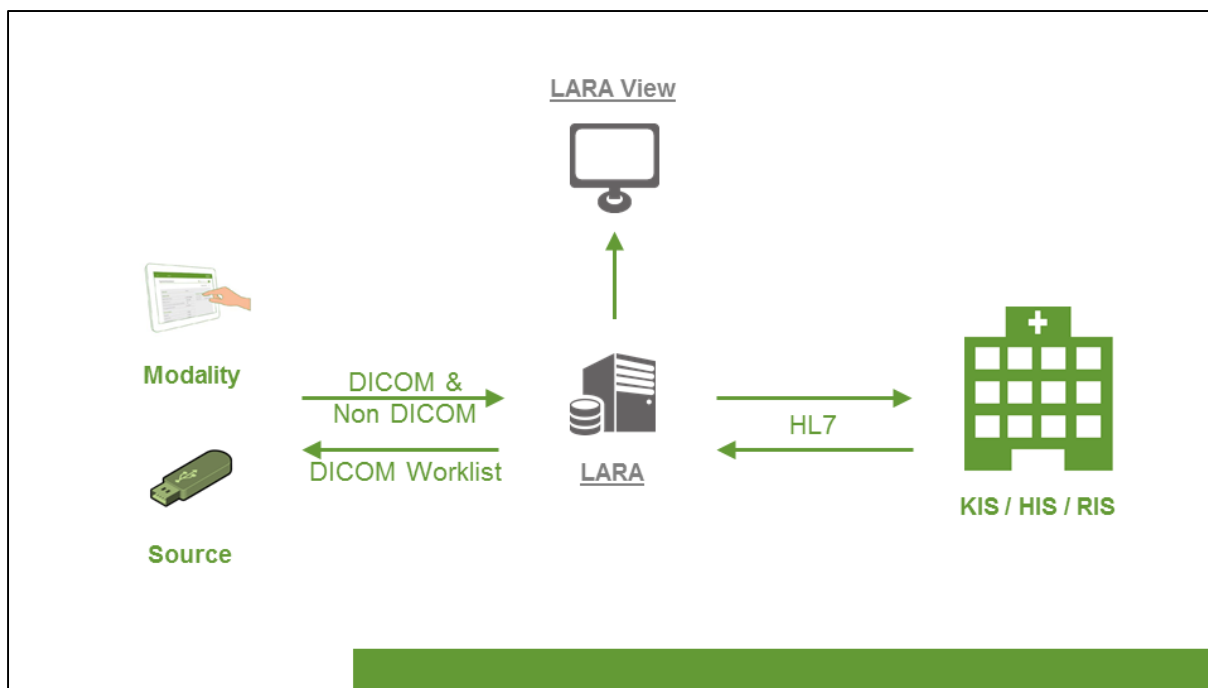 LARA View
Modality
DICOM &
Non DICOM
DICOM Worklist
Source
LARA
HL7
KIS / HIS / RIS